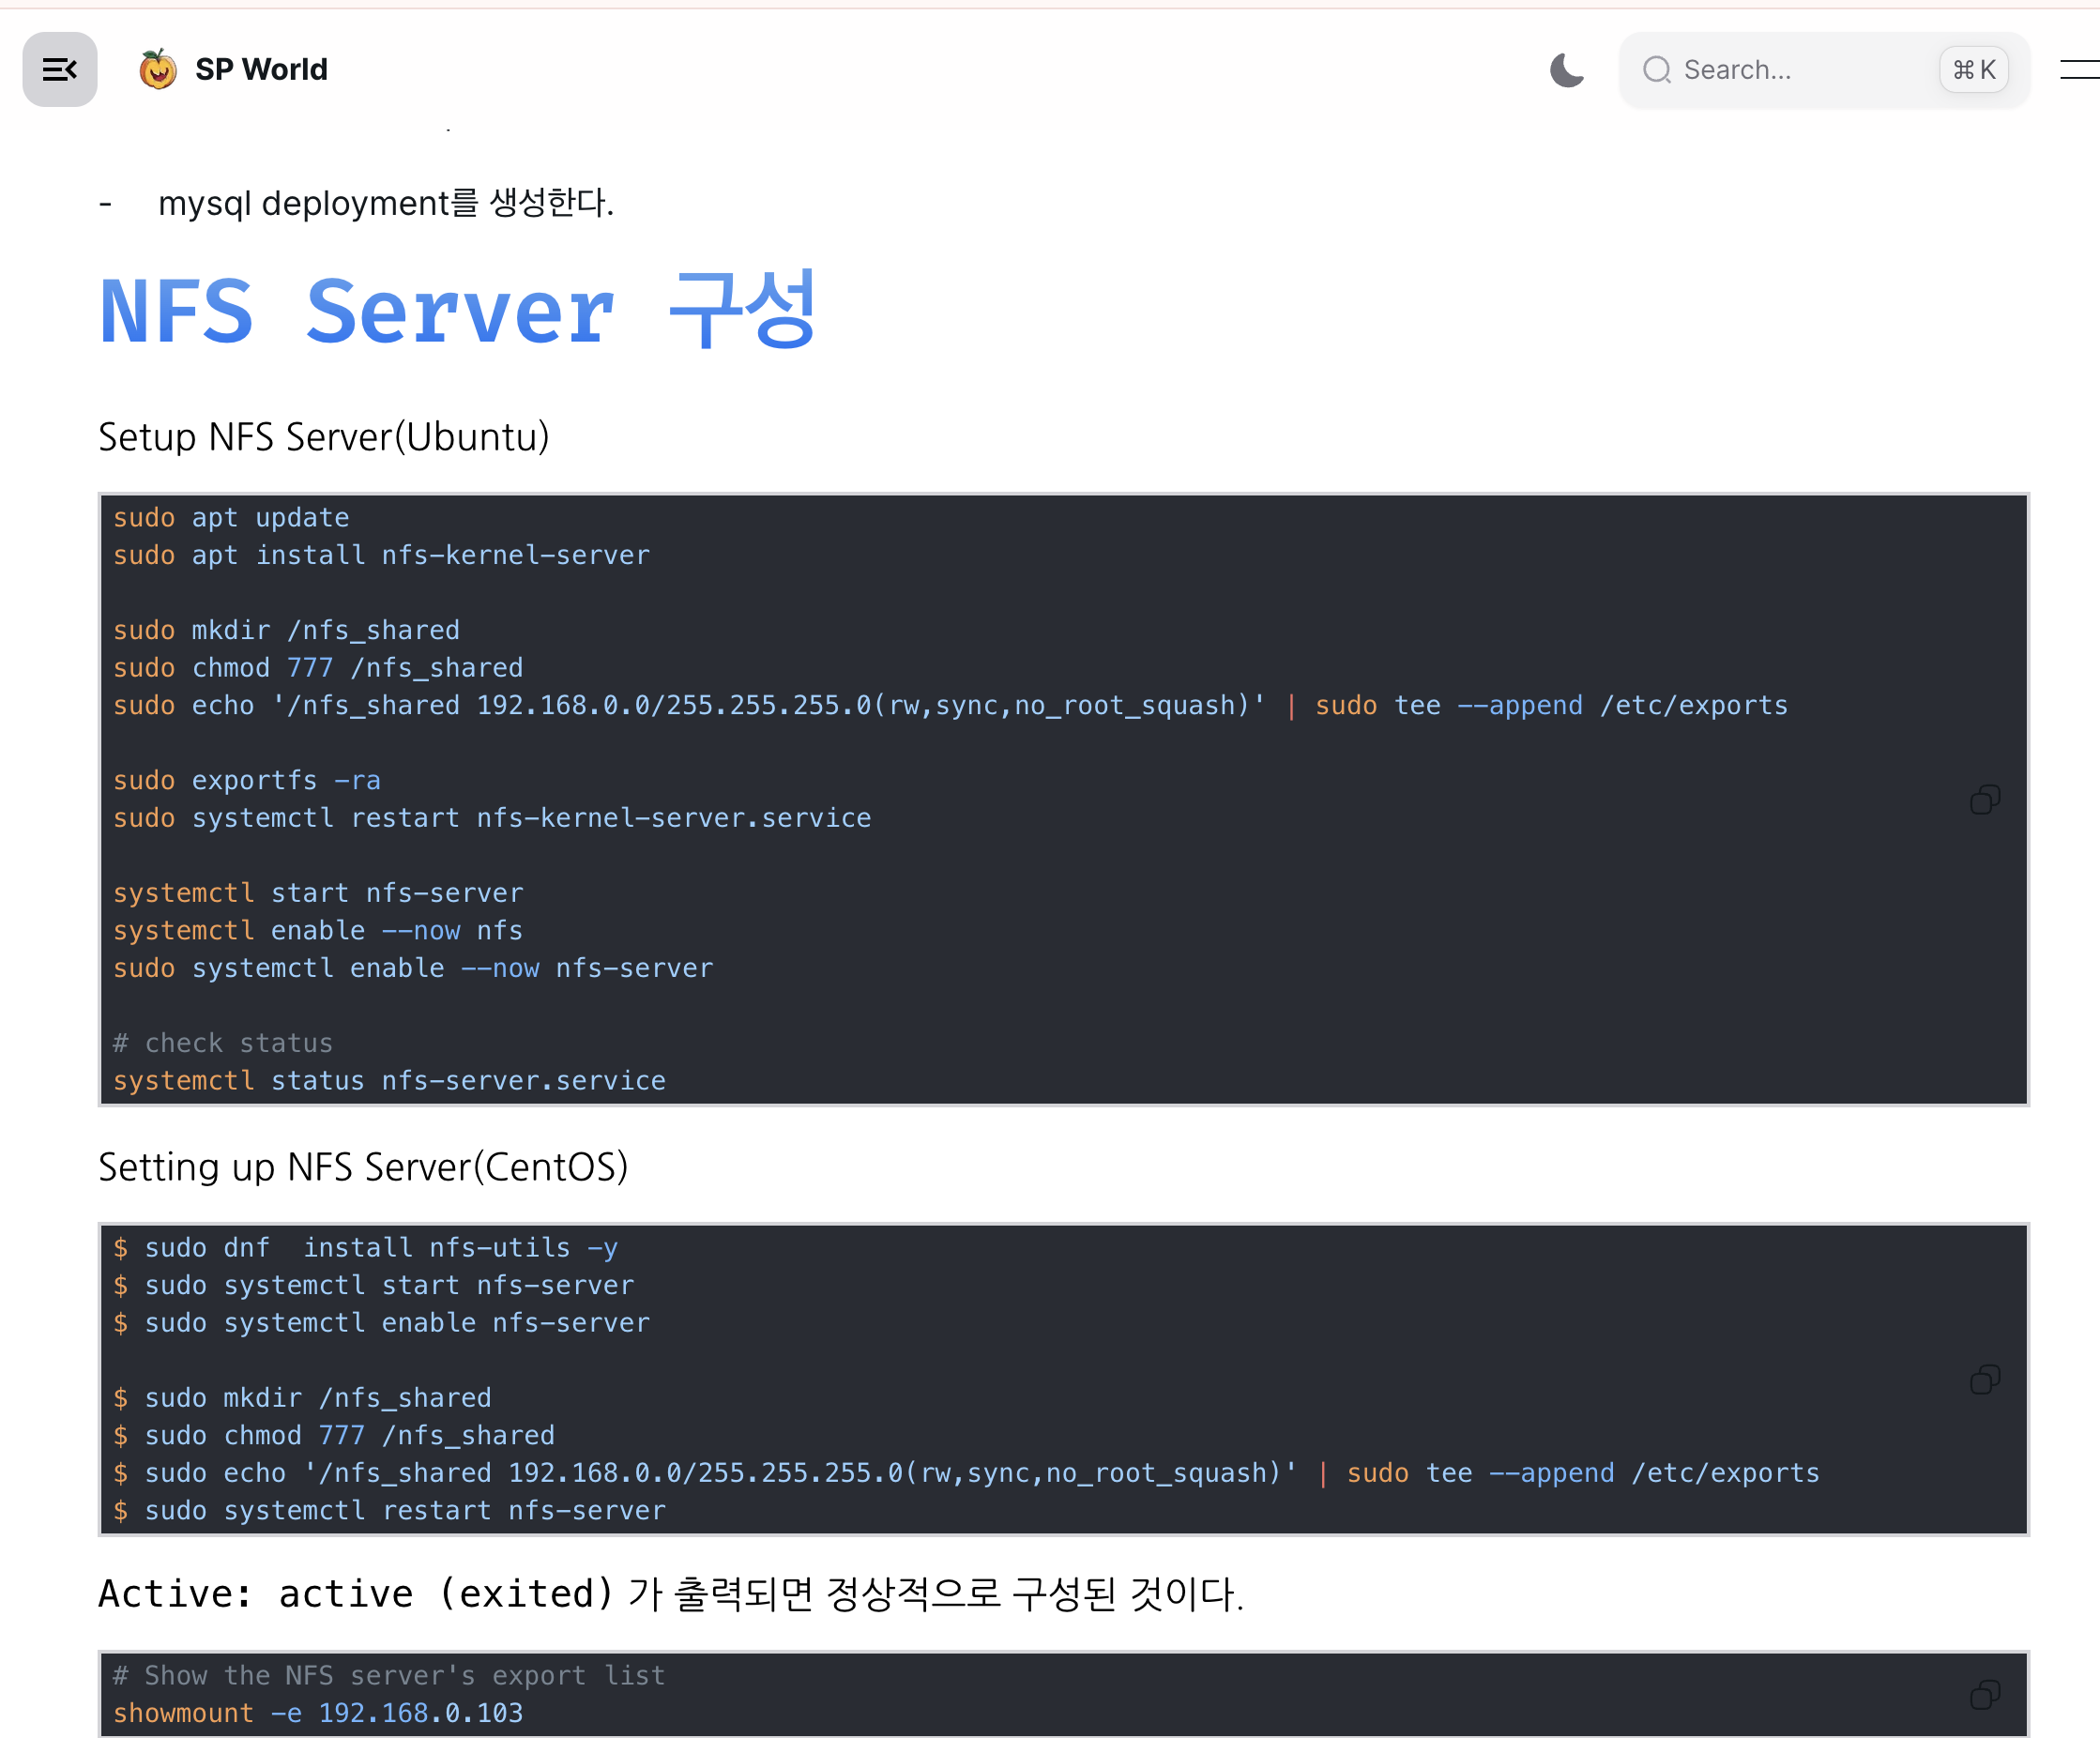 SP World
Search...
⌘ K
- mysql deployment를 생성한다.
NFS Server 구성
Setup NFS Server(Ubuntu)
sudo apt update
sudo apt install nfs-kernel-server
sudo mkdir /nfs_shared
sudo chmod 777 /nfs_shared
sudo echo '/nfs_shared 192.168.0.0/255.255.255.0(rw,sync,no_root_squash)' | sudo tee --append /etc/exports
sudo exportfs -ra
sudo systemctl restart nfs-kernel-server.service
systemctl start nfs-server
systemctl enable --now nfs
sudo systemctl enable --now nfs-server
# check status
systemctl status nfs-server.service
Setting up NFS Server(CentOS)
$ sudo dnf  install nfs-utils -y
$ sudo systemctl start nfs-server
$ sudo systemctl enable nfs-server
$ sudo mkdir /nfs_shared
$ sudo chmod 777 /nfs_shared
$ sudo echo '/nfs_shared 192.168.0.0/255.255.255.0(rw,sync,no_root_squash)' | sudo tee --append /etc/exports
$ sudo systemctl restart nfs-server
Active: active (exited) 가 출력되면 정상적으로 구성된 것이다.
# Show the NFS server's export list
showmount -e 192.168.0.103